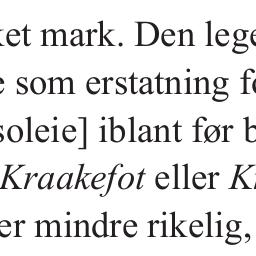 ket mark. Den lege
som erstatning f
soleie] iblant før b
Kraakefot eller K
er mindre rikelig,